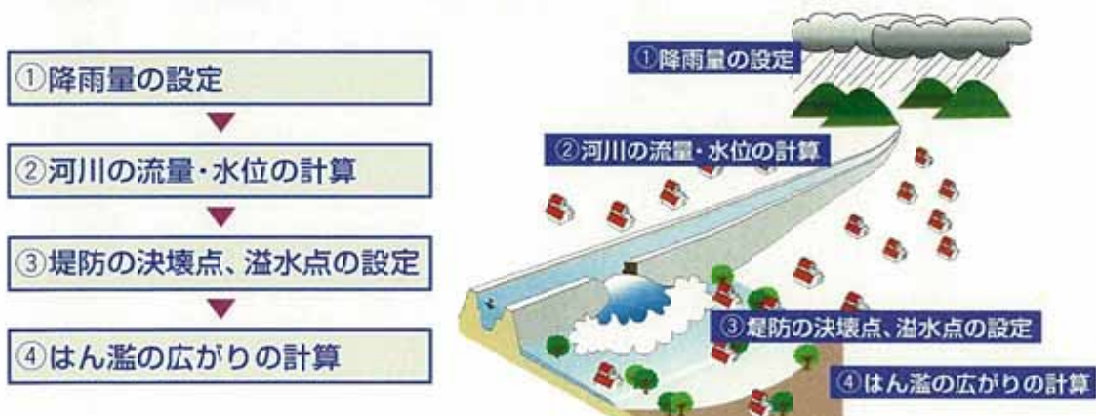 ①降雨量の設定
②河川の流量・水位の計算
③堤防の決壊点、溢水点の設定
④はん濫の広がりの計算
①降雨量の設定
②河川の流量・水位の計算
③堤防の決壊点、溢水点の設定
④はん濫の広がりの計算